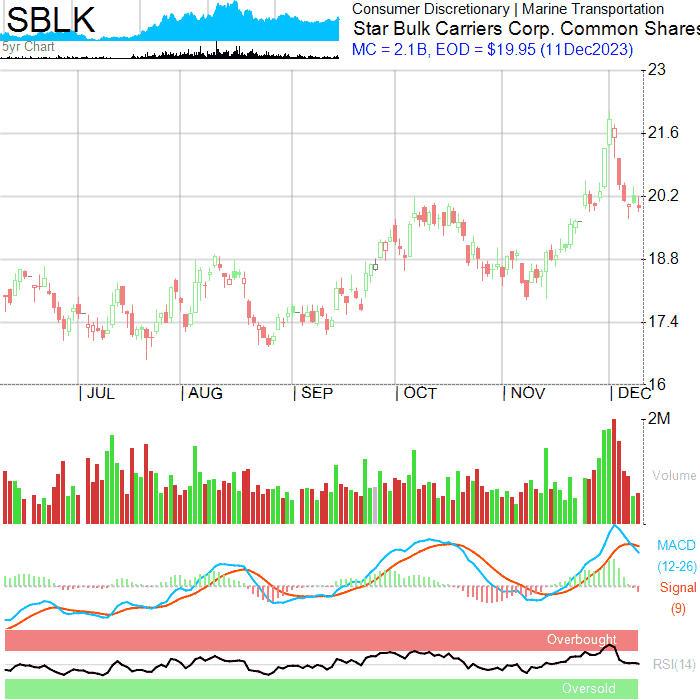 SBLK
5yr Chart
Consumer Discretionary | Marine Transportation
Star Bulk Carriers Corp. Common Shares
MC = 2.1B, EOD = $19.95 (11Dec2023)
23
21.6
20.2
18.8
17.4
16
| JUL | AUG | SEP | OCT | NOV | DEC
2M
Volume
MACD
(12-26)
Signal
(9)
Overbought
RSI(14)
Oversold